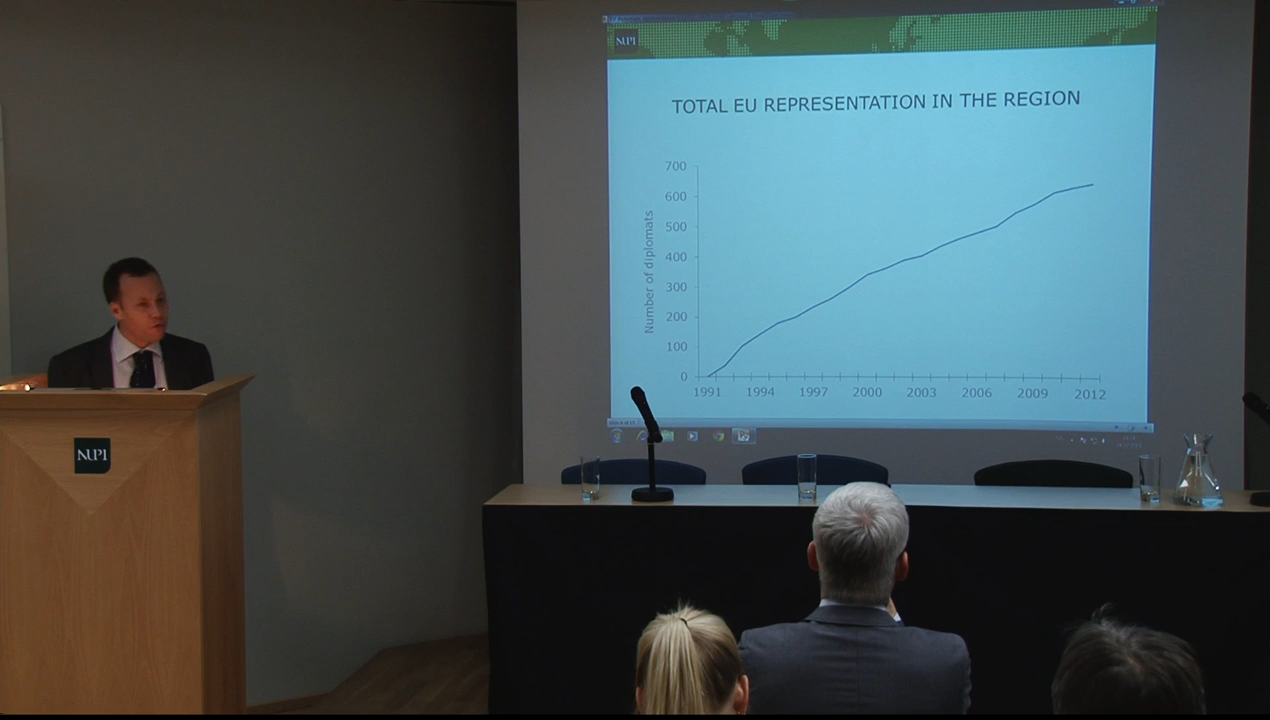 NUPI
TOTAL EU REPRESENTATION IN THE REGION
Number of diplomats
700
600
500
400
300
200
100
0
1991 1994 1997 2000 2003 2006 2009 2012
NUPI